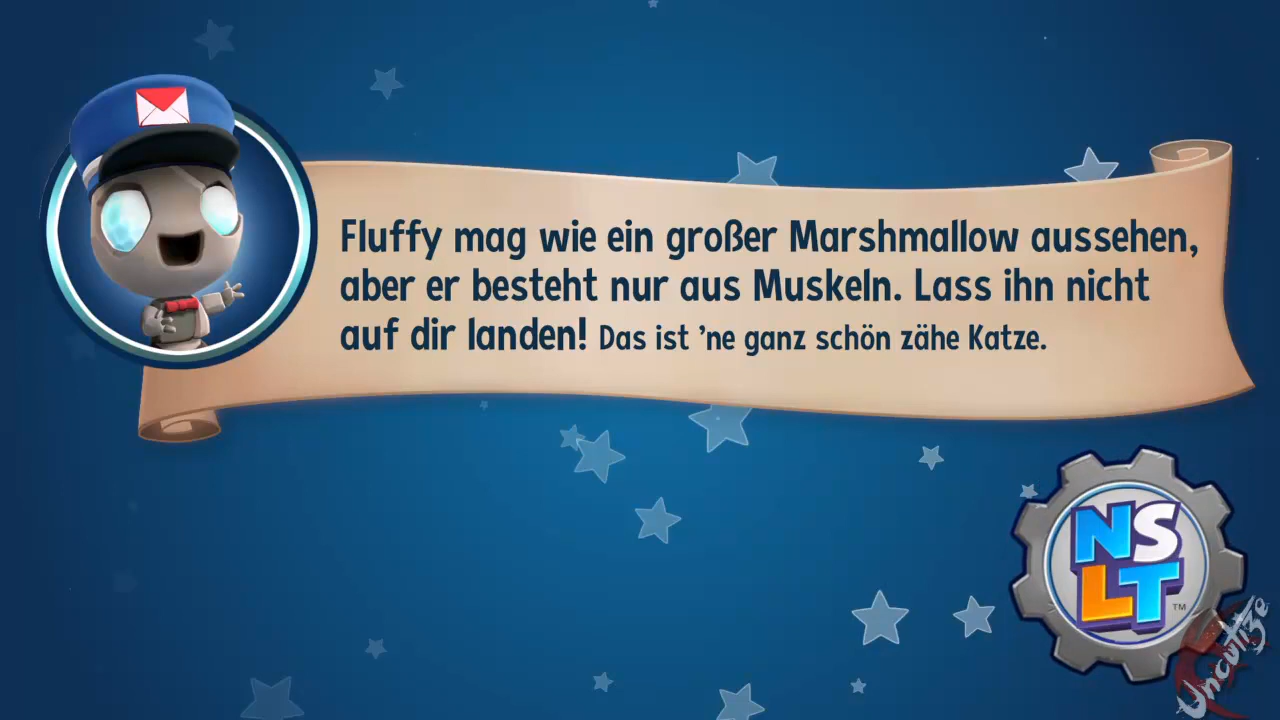 Fluffy mag wie ein großer Marshmallow aussehen,
aber er besteht nur aus Muskeln. Lass ihn nicht
auf dir landen! Das ist 'ne ganz schön zähe Katze.
NS
LT
TM
Uncutize